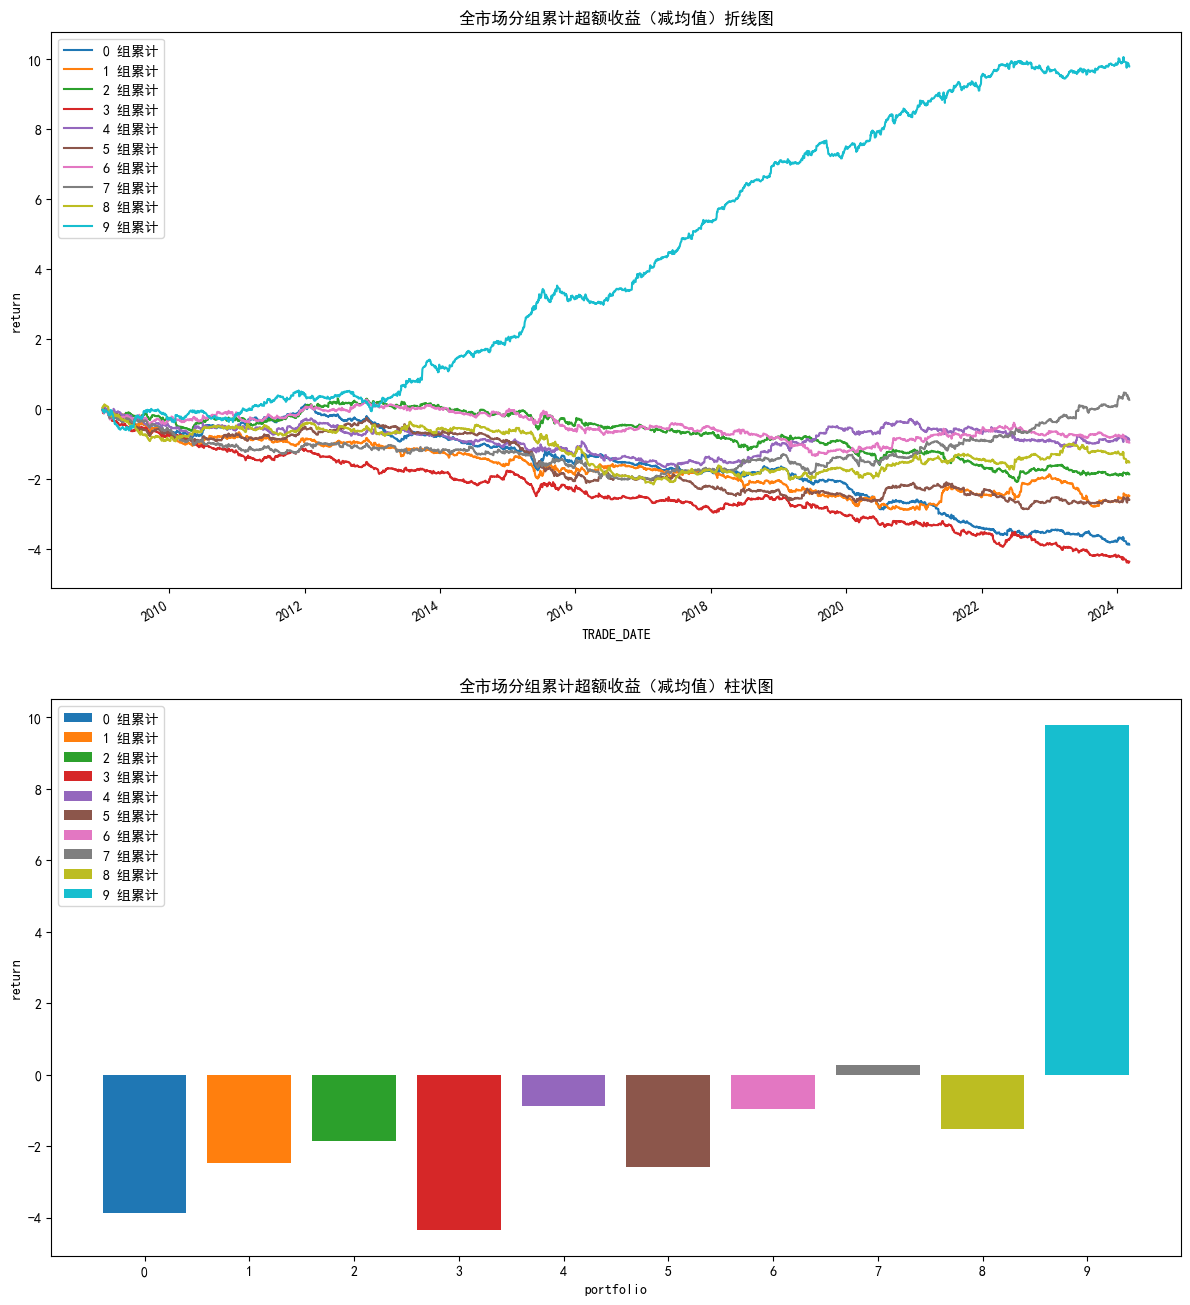 全市场分组累计超额收益（减均值）折线图
0 组累计
1 组累计
2 组累计
3 组累计
4 组累计
5 组累计
6 组累计
7 组累计
8 组累计
9 组累计
10
8
6
4
2
0
−2
−4
return
2010
2012
2014
2016
2018
2020
2022
2024
TRADE_DATE
全市场分组累计超额收益（减均值）柱状图
0 组累计
1 组累计
2 组累计
3 组累计
4 组累计
5 组累计
6 组累计
7 组累计
8 组累计
9 组累计
10
8
6
4
2
0
−2
−4
return
0 1 2 3 4 5 6 7 8 9
portfolio